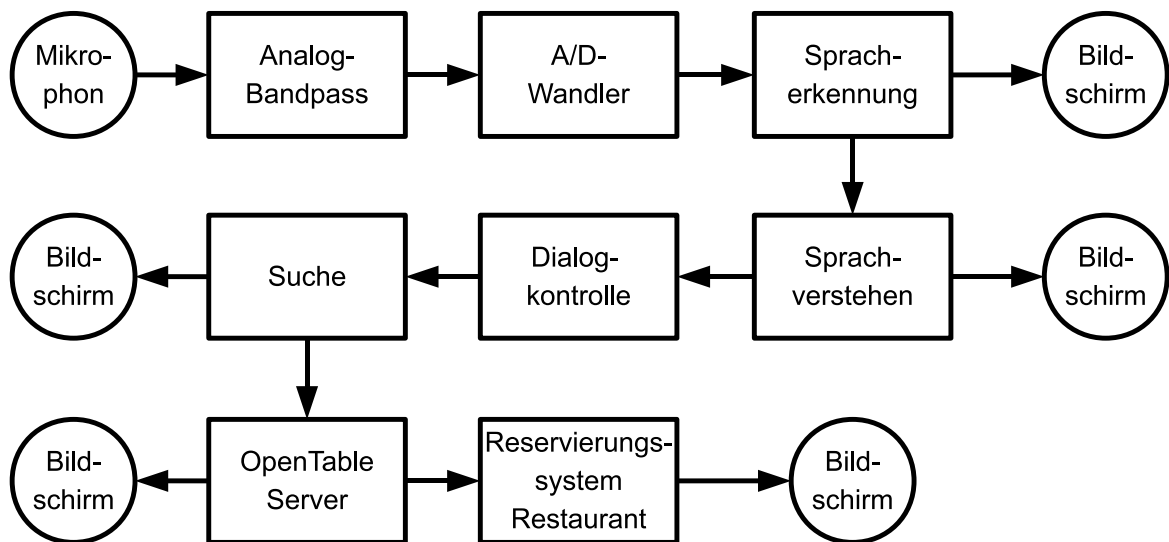 Mikro-
phon
Analog-
Bandpass
A/D-
Wandler
Sprach-
erkennung
Bild-
schirm
Bild-
schirm
Suche
Dialog-
kontrolle
Sprach-
verstehen
Bild-
schirm
Bild-
schirm
OpenTable
Server
Reservierungs-
system
Restaurant
Bild-
schirm